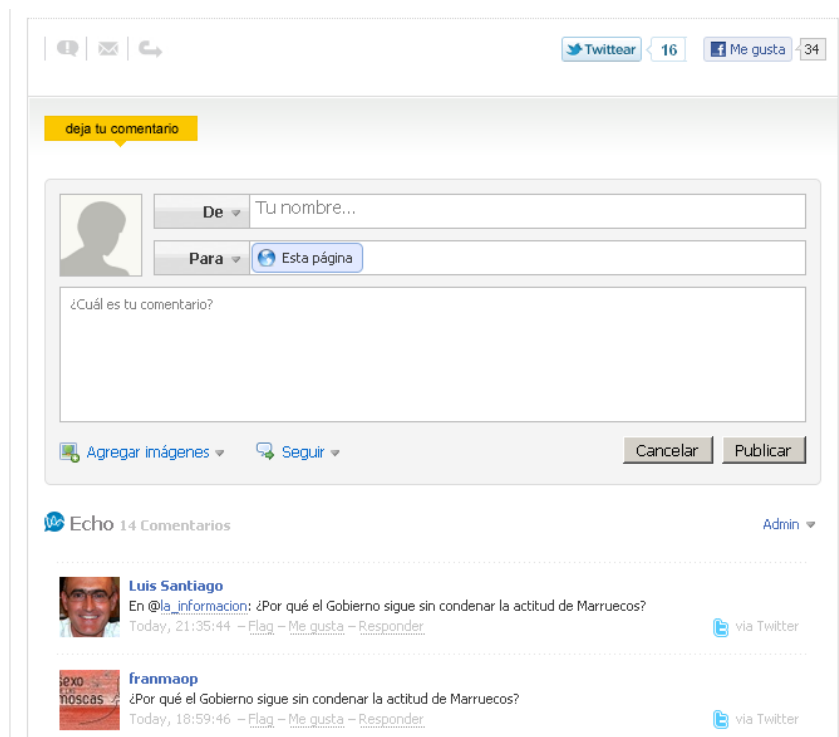 Twittear 16 Me gusta 34
deja tu comentario
De Tu nombre...
Para Esta página
¿Cuál es tu comentario?
Agregar imágenes Seguir Cancelar Publicar
Echo 14 Comentarios Admin
Luis Santiago
En @la_informacion: ¿Por qué el Gobierno sigue sin condenar la actitud de Marruecos?
Today, 21:35:44 – Flag – Me gusta – Responder via Twitter
sexo
moscas
franmaop
¿Por qué el Gobierno sigue sin condenar la actitud de Marruecos?
Today, 18:59:46 – Flag – Me gusta – Responder via Twitter